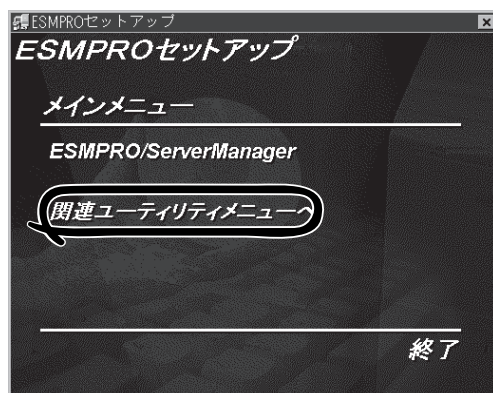 ESMPROセットアップ
ESMPROセットアップ
メインメニュー
ESMPRO/ServerManager
関連ユーティリティメニューへ
終了